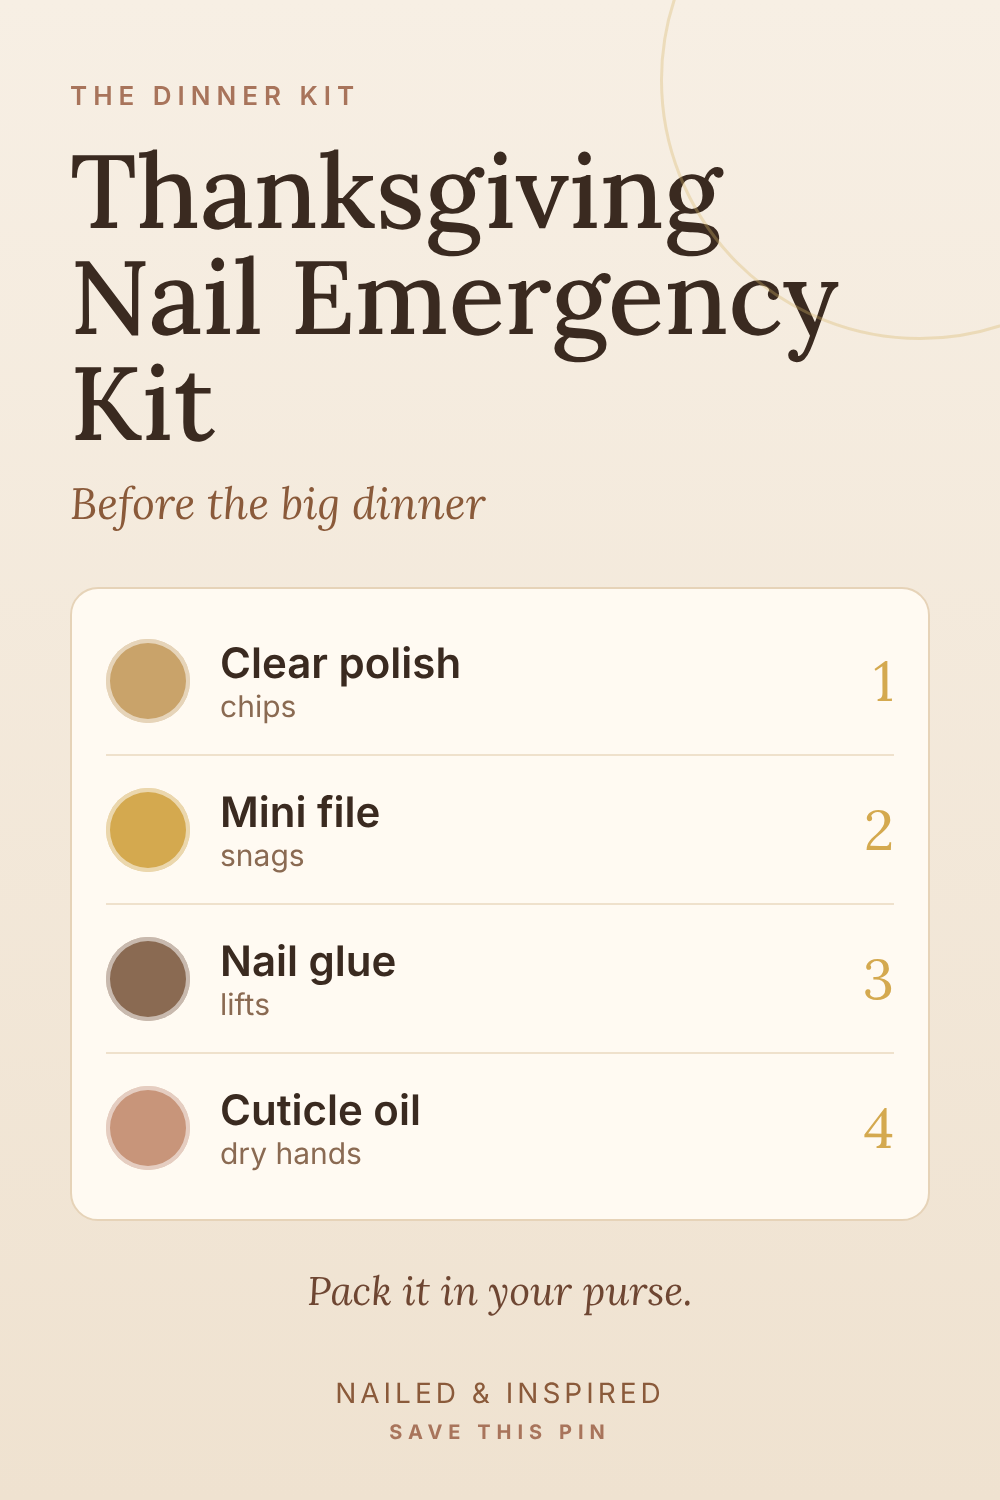 THE DINNER KIT
Thanksgiving
Nail Emergency
Kit
Before the big dinner
Clear polish
chips
1
Mini file
snags
2
Nail glue
lifts
3
Cuticle oil
dry hands
4
Pack it in your purse.
NAILED & INSPIRED
SAVE THIS PIN